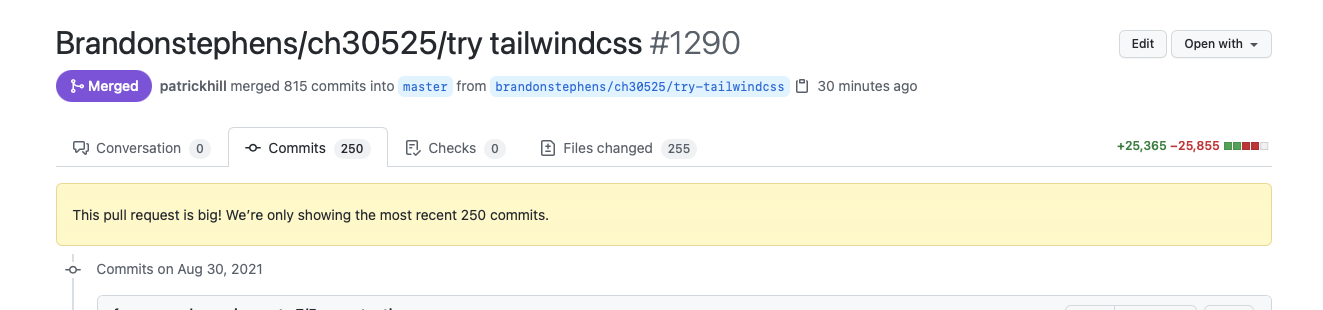 Brandonstephens/ch30525/try tailwindcss #1290
Edit
Open with
Merged
patrickhill merged 815 commits into master from brandonstephens/ch30525/try-tailwindcss 30 minutes ago
Conversation 0
Commits 250
Checks 0
Files changed 255
+25,365 −25,855
This pull request is big! We're only showing the most recent 250 commits.
Commits on Aug 30, 2021